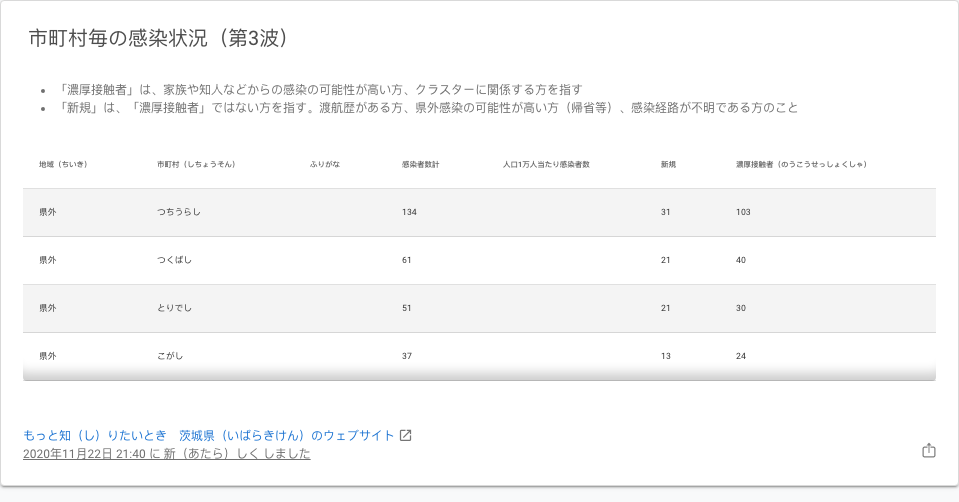 市町村毎の感染状況（第3波）
「濃厚接触者」は、家族や知人などからの感染の可能性が高い方、クラスターに関係する方を指す
「新規」は、「濃厚接触者」ではない方を指す。渡航歴がある方、県外感染の可能性が高い方（帰省等）、感染経路が不明である方のこと
地域（ちいき） 市町村（しちょうそん） ふりがな 感染者数計 人口1万人当たり感染者数 新規 濃厚接触者（のうこうせっしょくしゃ）
県外 つちうらし 134 31 103
県外 つくばし 61 21 40
県外 とりでし 51 21 30
県外 こがし 37 13 24
もっと知（し）りたいとき　茨城県（いばらきけん）のウェブサイト
2020年11月22日 21:40 に 新（あたら）しく しました